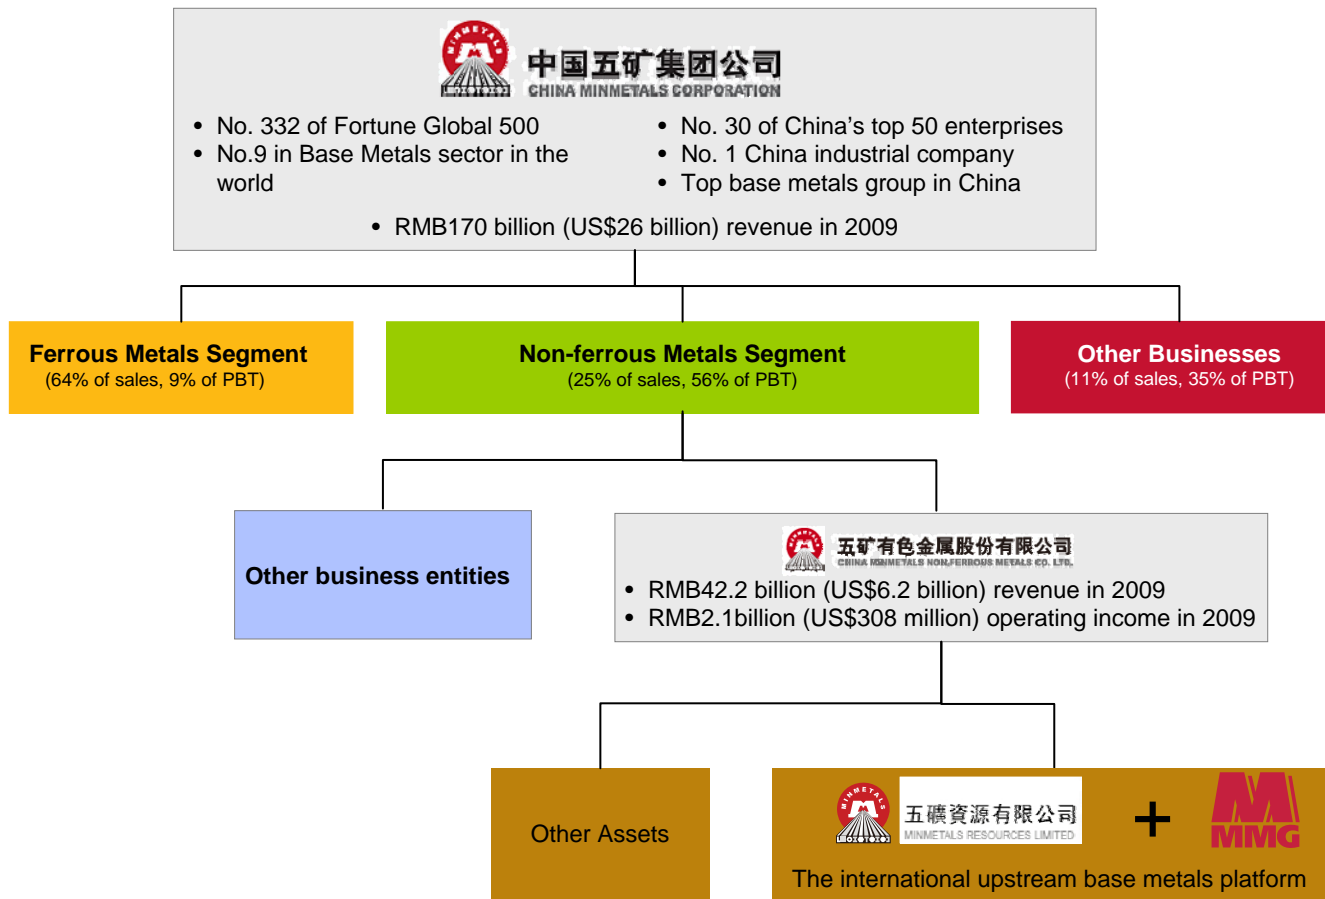 MINMETALS
中国五矿集团公司
CHINA MINMETALS CORPORATION
• No. 332 of Fortune Global 500
• No.9 in Base Metals sector in the
world
• No. 30 of China’s top 50 enterprises
• No. 1 China industrial company
• Top base metals group in China
• RMB170 billion (US$26 billion) revenue in 2009
Ferrous Metals Segment
(64% of sales, 9% of PBT)
Non-ferrous Metals Segment
(25% of sales, 56% of PBT)
Other Businesses
(11% of sales, 35% of PBT)
Other business entities
MINMETALS
五矿有色金属股份有限公司
CHINA MINMETALS NON-FERROUS METALS CO. LTD.
• RMB42.2 billion (US$6.2 billion) revenue in 2009
• RMB2.1billion (US$308 million) operating income in 2009
Other Assets
MINMETALS
五礦資源有限公司
MINMETALS RESOURCES LIMITED
+
MMG
The international upstream base metals platform